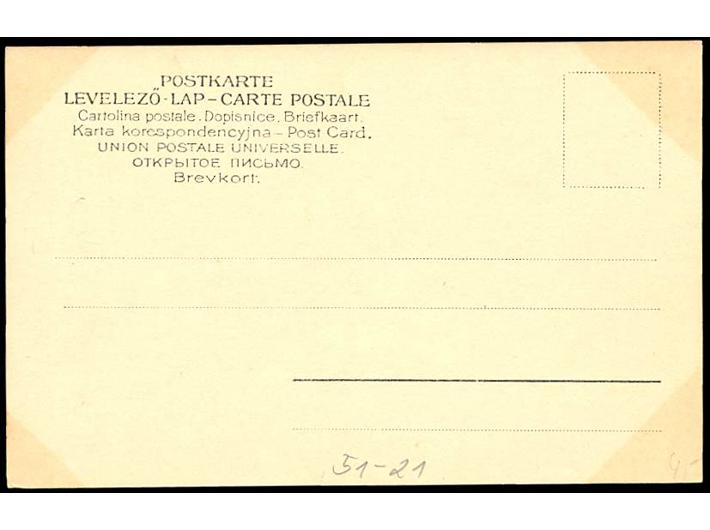 POSTKARTE
LEVELEZŐ-LAP-CARTE POSTALE
Cartolina postale. Dopisnice. Briefkaart.
Karta korespondencyjna - Post Card.
UNION POSTALE UNIVERSELLE.
ОТКРЫТОЕ ПИСЬМО.
Brevkort.
51-21